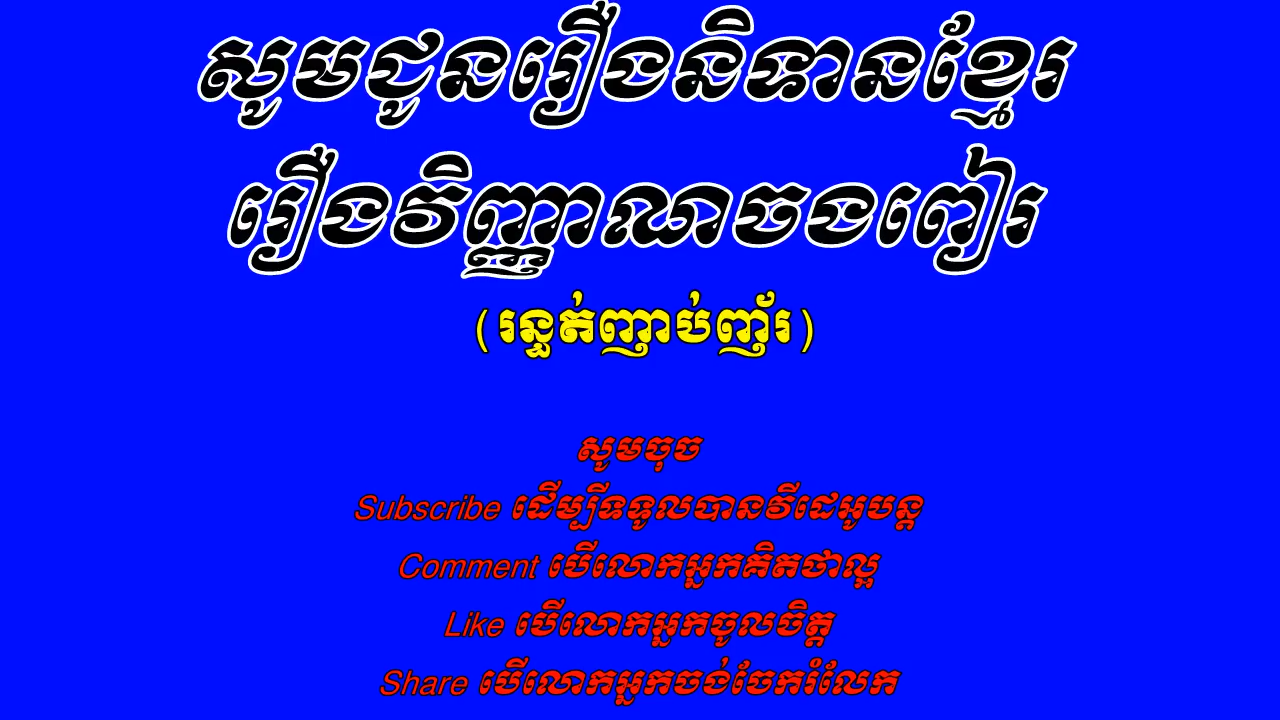 សូមជូនរឿងនិទានខ្មែរ
រឿងវិញ្ញាណចងពៀរ
(រន្ធត់ញាប់ញ័រ)
សូមចុច
Subscribe ដើម្បីទទួលបានវីដេអូបន្ត
Comment បើលោកអ្នកគិតថាល្អ
Like បើលោកអ្នកចូលចិត្ត
Share បើលោកអ្នកចង់ចែករំលែក